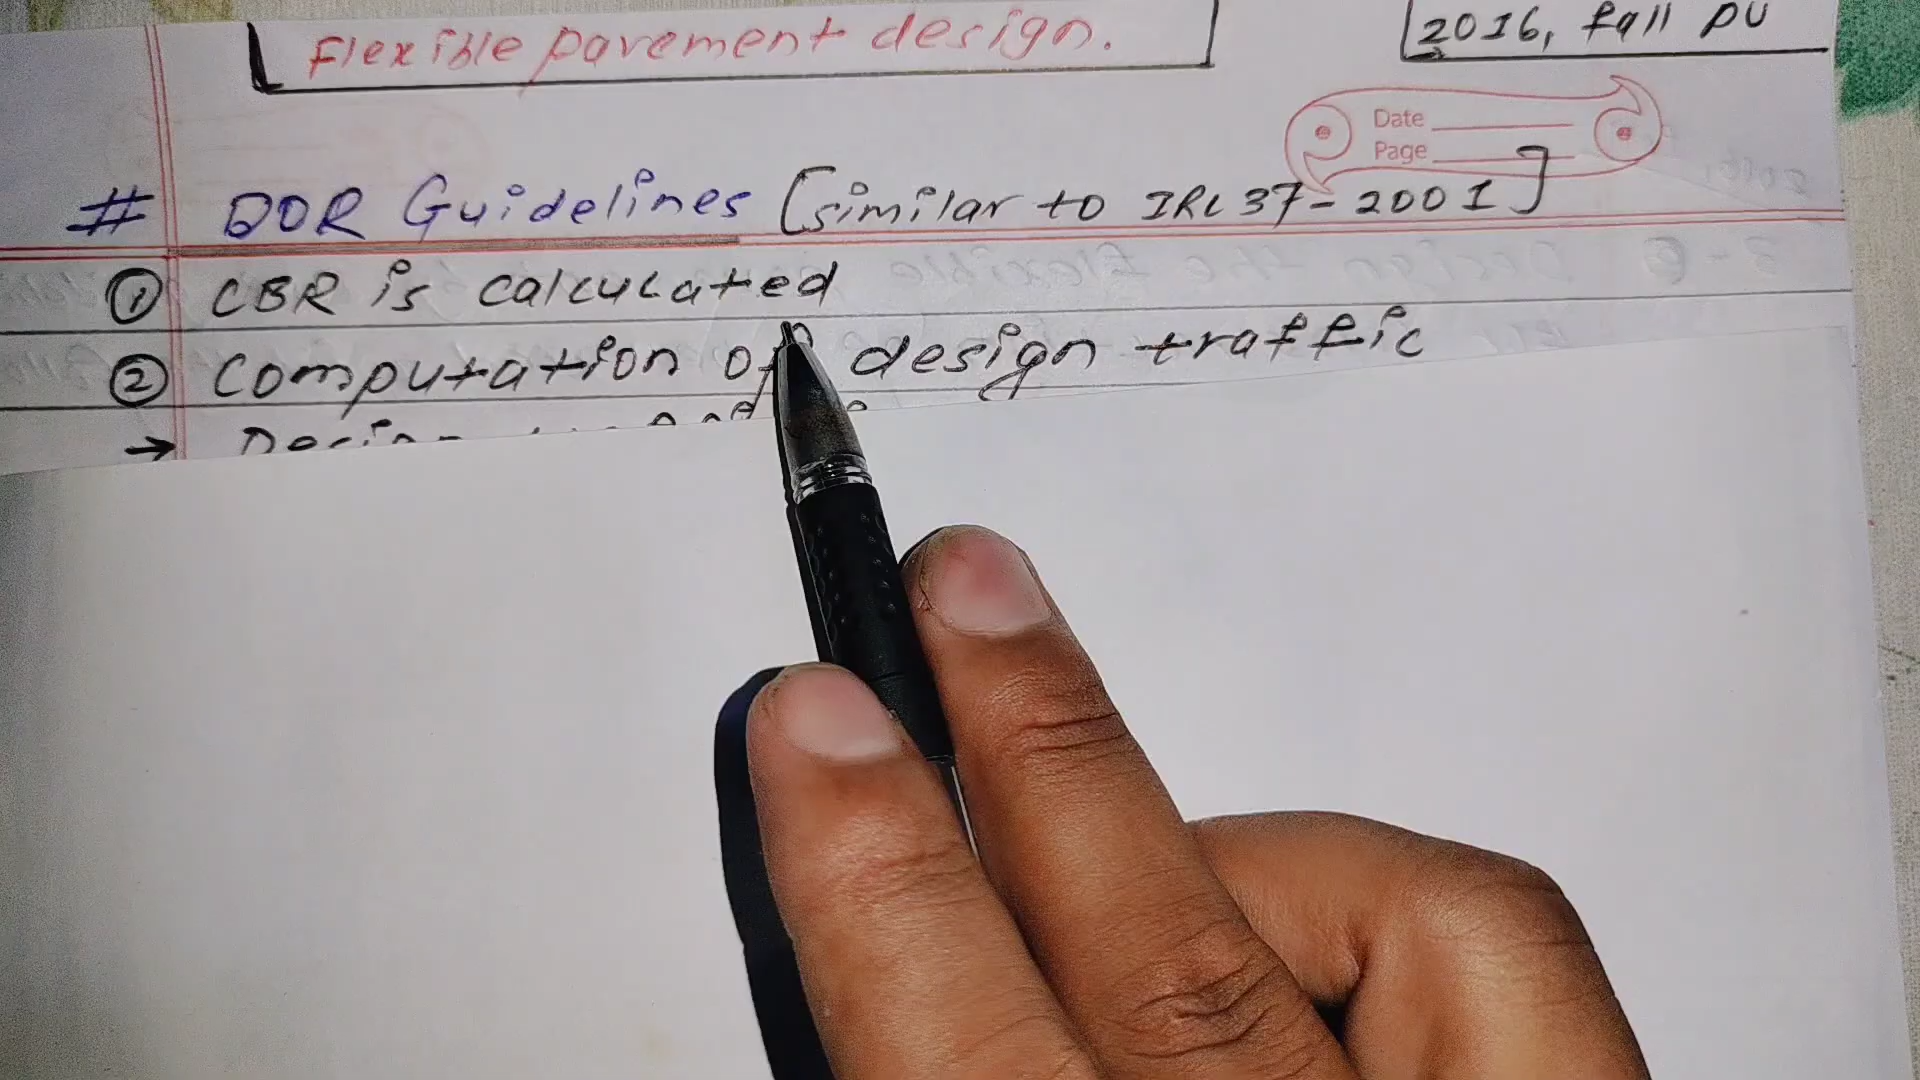 Flexible pavement design.
2016, fall PU
Date
Page
# DOR Guidelines [similar to IRC 37-2001]
① CBR is calculated
② Computation of design traffic
→ Design